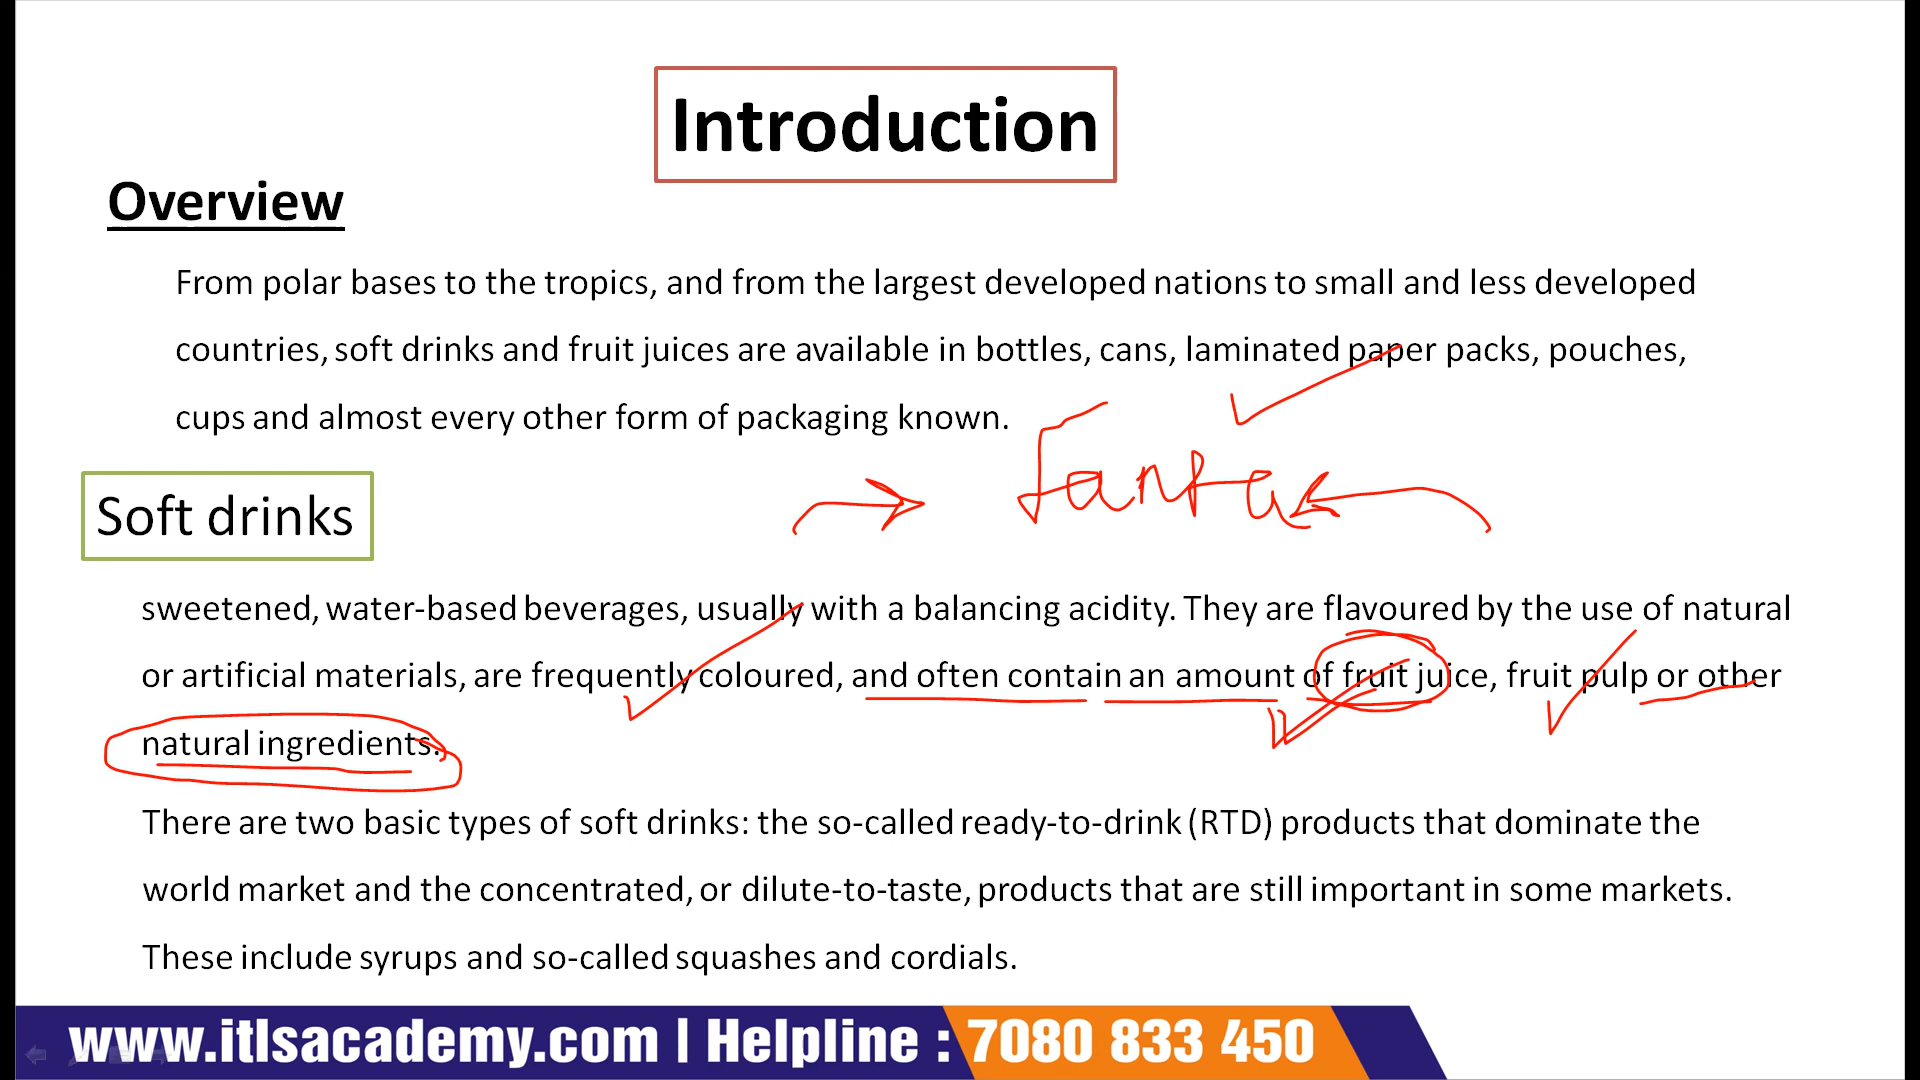 Introduction
Overview
From polar bases to the tropics, and from the largest developed nations to small and less developed
countries, soft drinks and fruit juices are available in bottles, cans, laminated paper packs, pouches,
cups and almost every other form of packaging known.
Fanta
Soft drinks
sweetened, water-based beverages, usually with a balancing acidity. They are flavoured by the use of natural
or artificial materials, are frequently coloured, and often contain an amount of fruit juice, fruit pulp or other
natural ingredients.
There are two basic types of soft drinks: the so-called ready-to-drink (RTD) products that dominate the
world market and the concentrated, or dilute-to-taste, products that are still important in some markets.
These include syrups and so-called squashes and cordials.
www.itlsacademy.com | Helpline : 7080 833 450